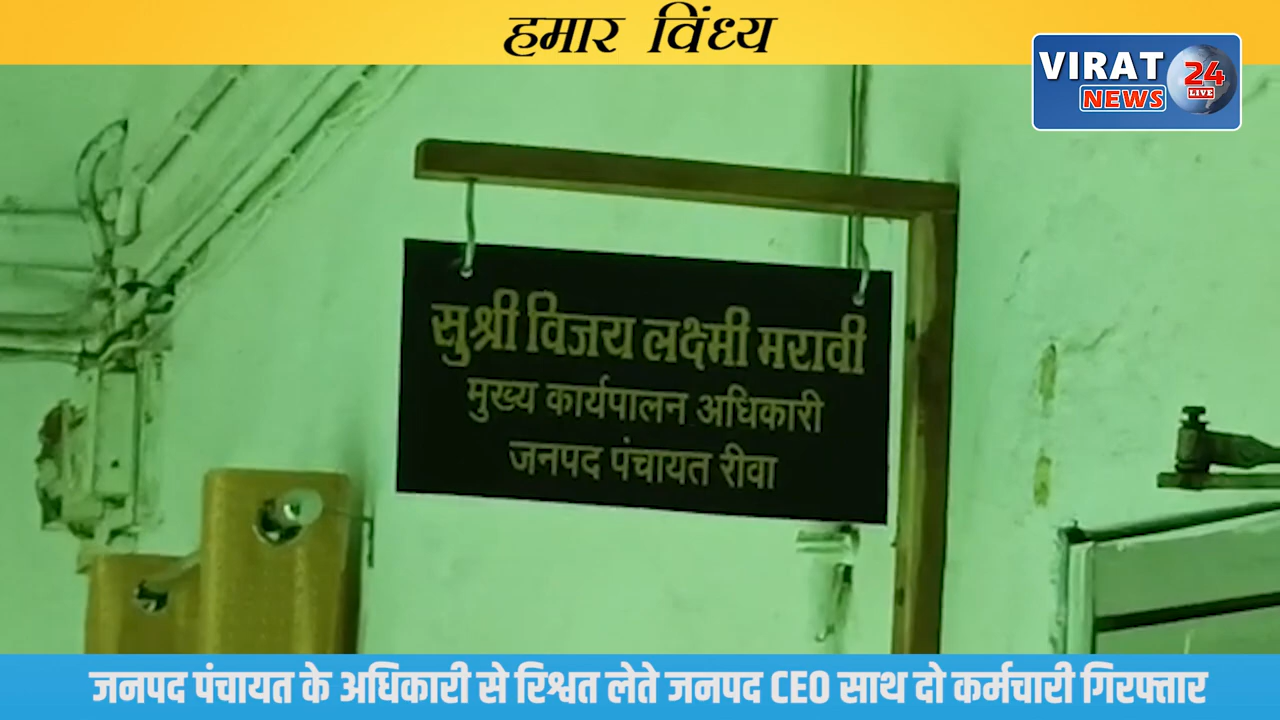 हमार विंध्य
VIRAT
24
LIVE
NEWS
सुश्री विजय लक्ष्मी मरावी
मुख्य कार्यपालन अधिकारी
जनपद पंचायत रीवा
जनपद पंचायत के अधिकारी से रिश्वत लेते जनपद CEO साथ दो कर्मचारी गिरफ्तार